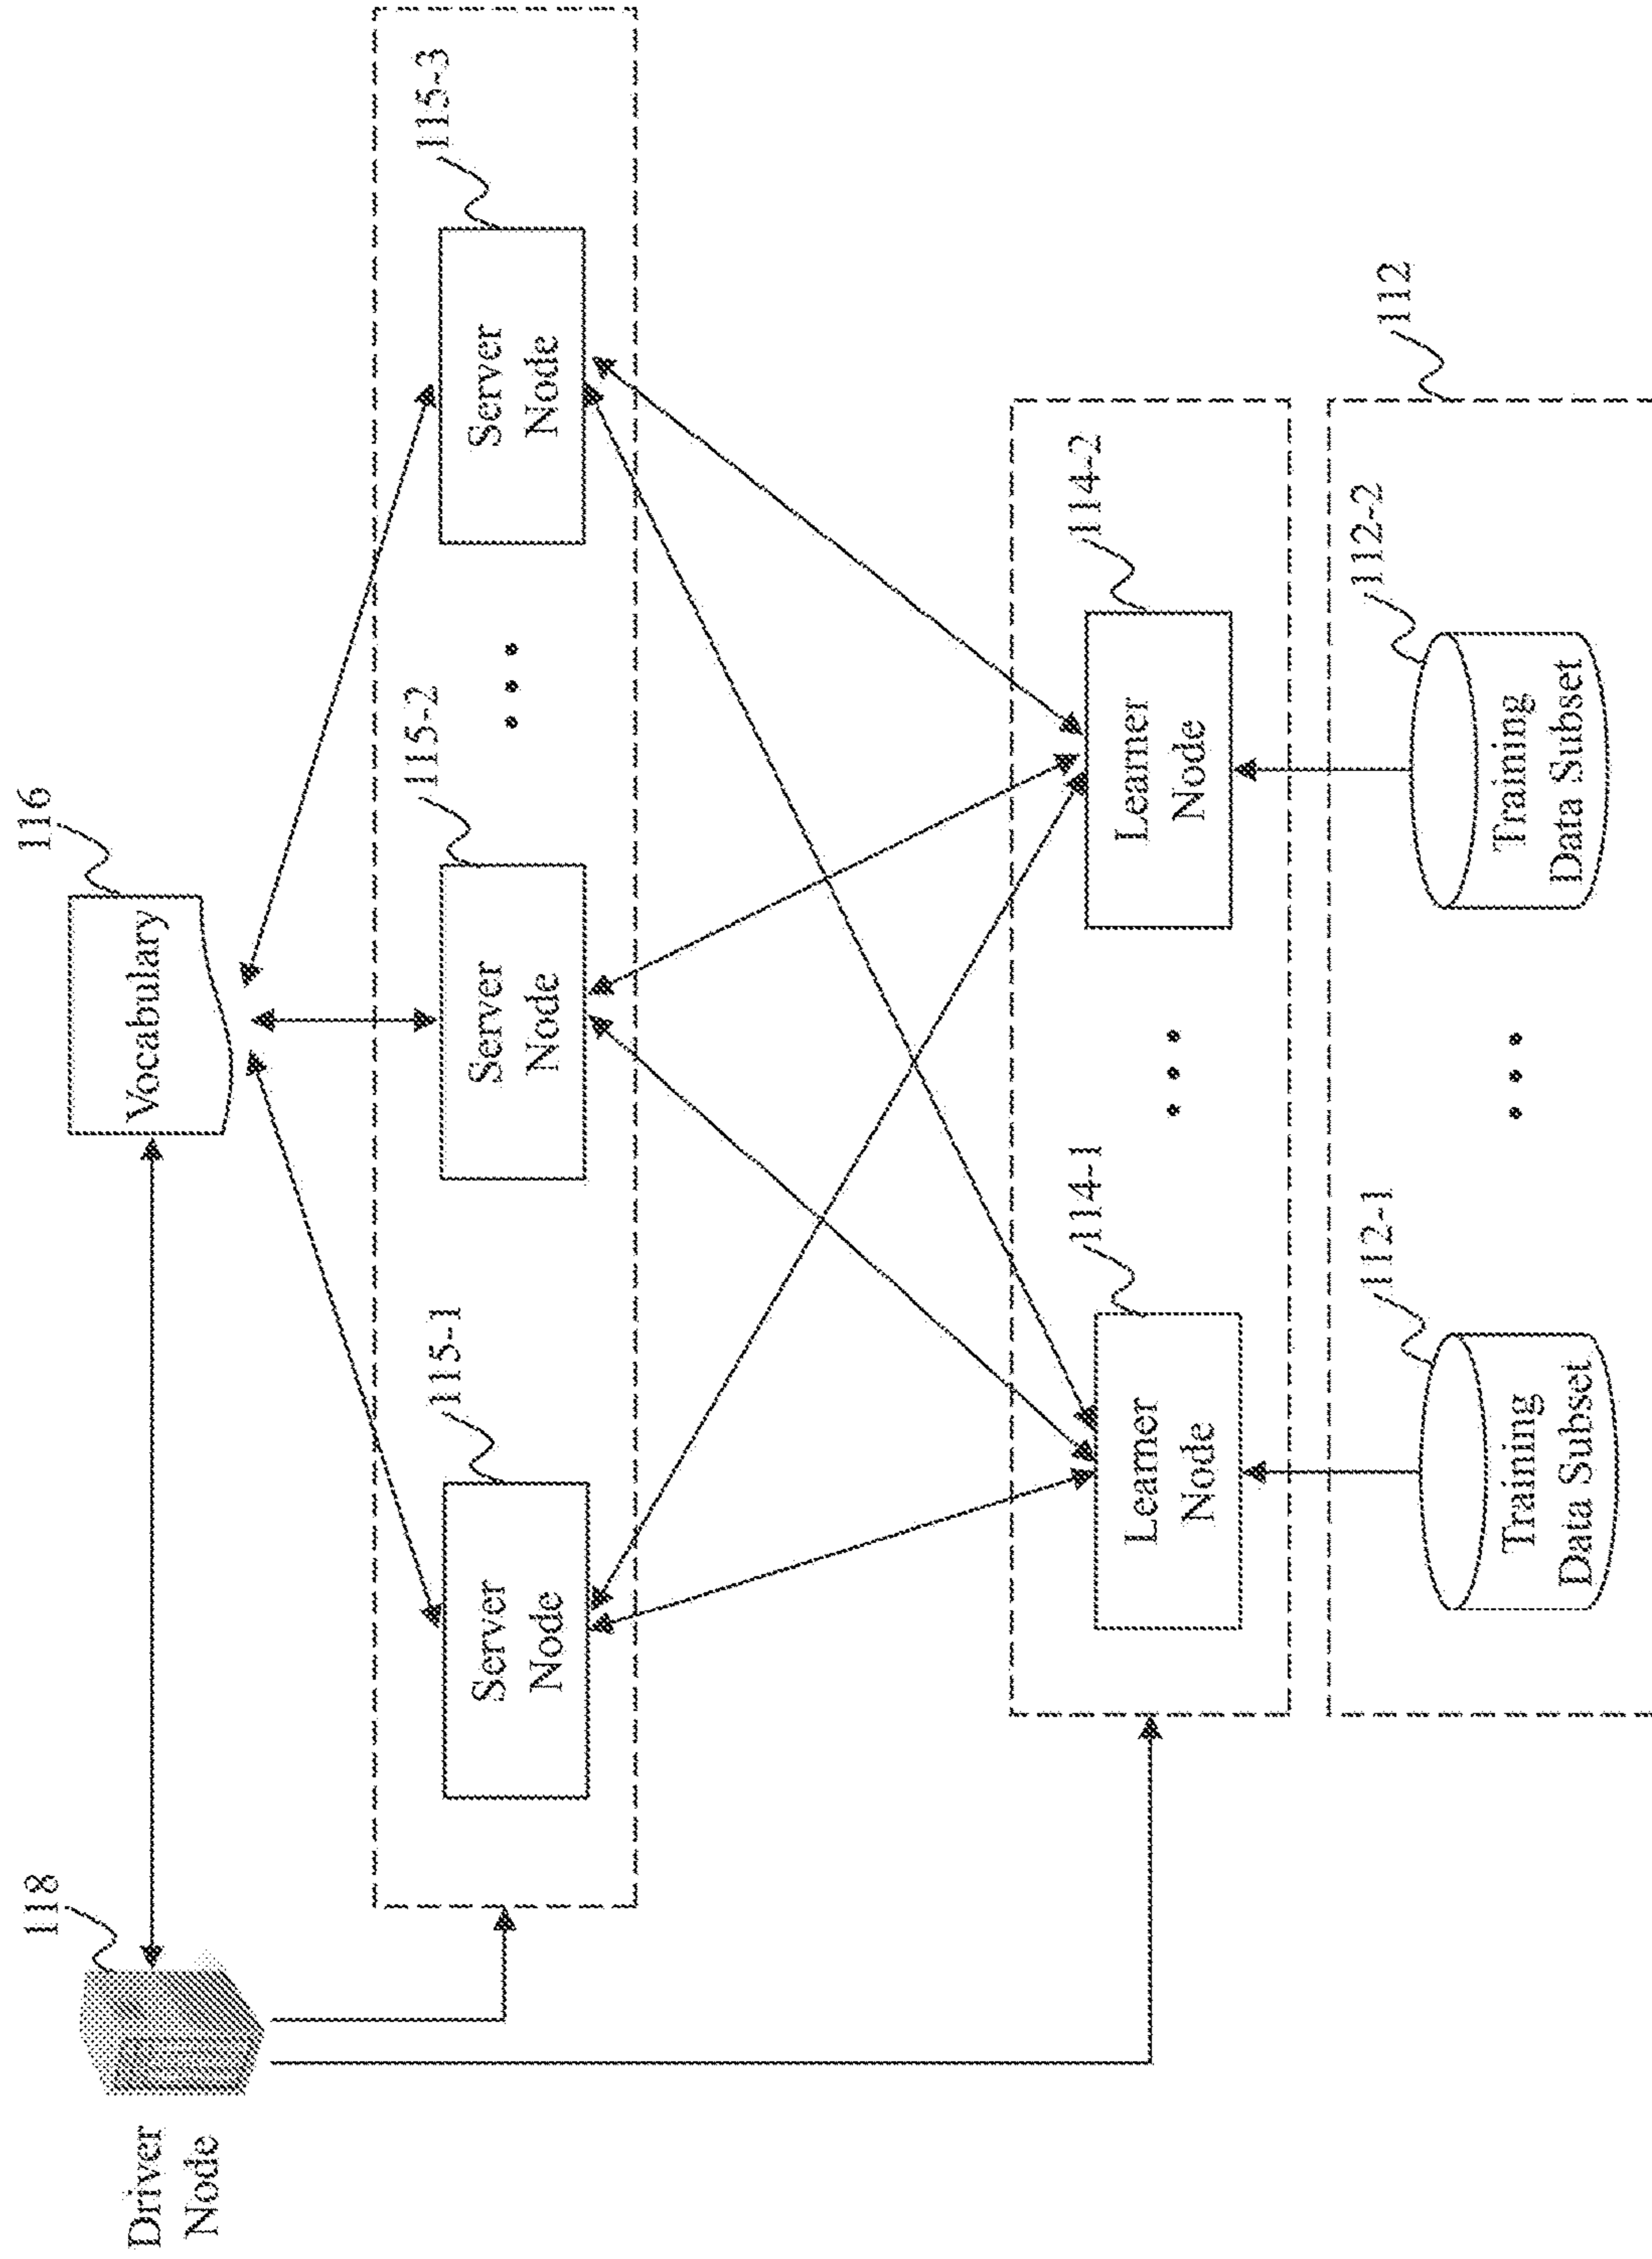 118
Driver
Node
116
Vocabulary
115-1
Server
Node
115-2
Server
Node
115-3
Server
Node
• • •
114-1
Learner
Node
• • •
114-2
Learner
Node
112
112-1
Training
Data Subset
• • •
112-2
Training
Data Subset